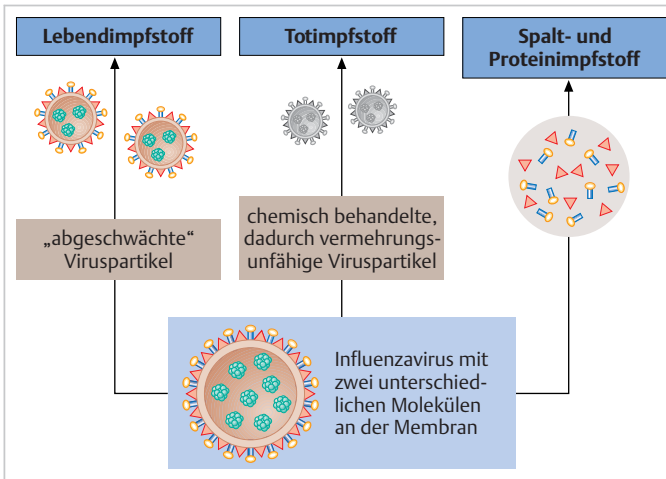 Lebendimpfstoff
Totimpfstoff
Spalt- und
Proteinimpfstoff
„abgeschwächte“
Viruspartikel
chemisch behandelte,
dadurch vermehrungs-
unfähige Viruspartikel
Influenzavirus mit
zwei unterschied-
lichen Molekülen
an der Membran